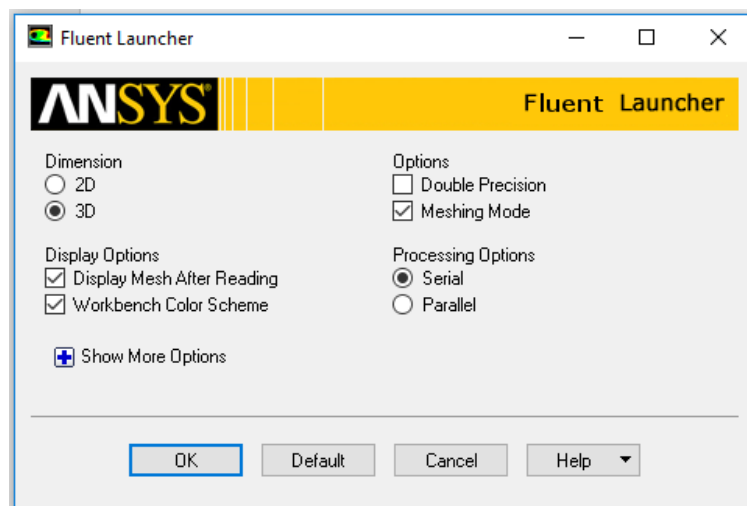 Fluent Launcher
ANSYS®
Fluent Launcher
Dimension
2D
3D
Options
Double Precision
Meshing Mode
Display Options
Display Mesh After Reading
Workbench Color Scheme
Processing Options
Serial
Parallel
Show More Options
OK Default Cancel Help